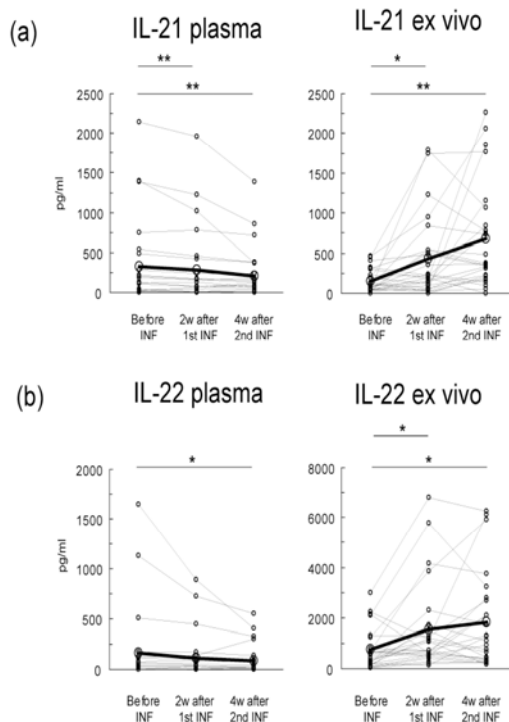 (a)
IL-21 plasma
**
**
pg/ml
2500
2000
1500
1000
500
0
Before INF
2w after 1st INF
4w after 2nd INF
IL-21 ex vivo
*
**
2500
2000
1500
1000
500
0
Before INF
2w after 1st INF
4w after 2nd INF
(b)
IL-22 plasma
*
pg/ml
2000
1500
1000
500
0
Before INF
2w after 1st INF
4w after 2nd INF
IL-22 ex vivo
*
*
8000
6000
4000
2000
0
Before INF
2w after 1st INF
4w after 2nd INF